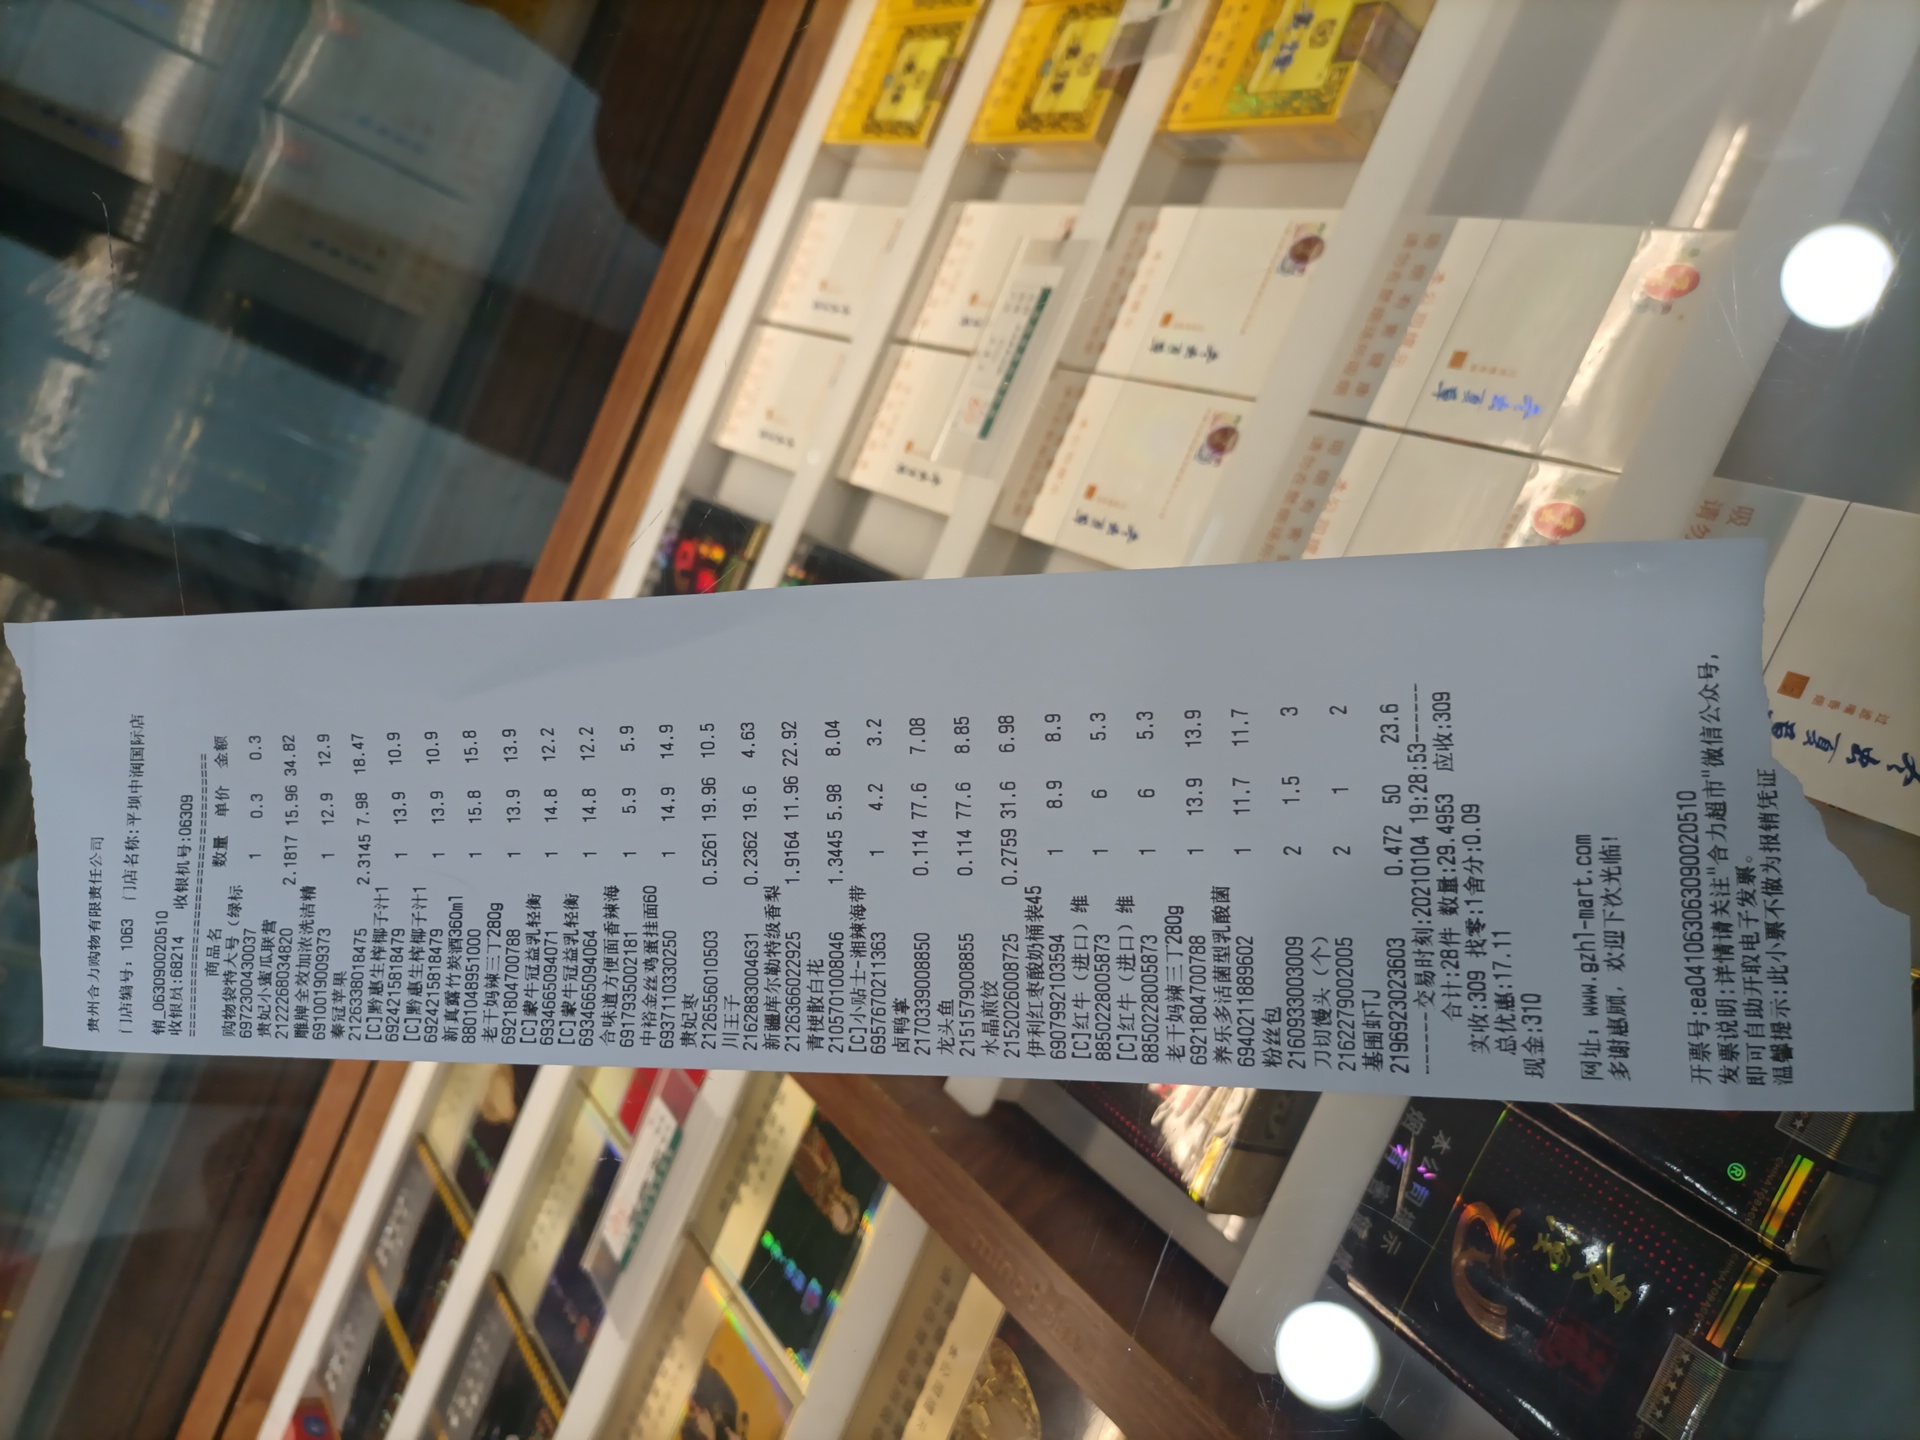 贵州合力购物有限责任公司
门店编号: 1063 门店名称:平坝中润国际店
销_063090020510
收银员:68214 收银机号:06309
商品名 数量 单价 金额
购物袋特大号（绿标
6972300430037 1 0.3 0.3
贵妃小蜜瓜联营
2122268034820 2.1817 15.96 34.82
雕牌全效加浓洗洁精
6910019009373 1 12.9 12.9
秦冠苹果
2126338018475 2.3145 7.98 18.47
[C]黔惠生榨椰子汁1
6924215818479 1 13.9 10.9
[C]黔惠生榨椰子汁1
6924215818479 1 13.9 10.9
新真露竹炭酒360ml
8801048951000 1 15.8 15.8
老干妈辣三丁280g
6921804700788 1 13.9 13.9
[C]蒙牛冠益乳轻衡
6934665094071 1 14.8 12.2
[C]蒙牛冠益乳轻衡
6934665094064 1 14.8 12.2
合味道方便面香辣海
6917935002181 1 5.9 5.9
中裕金丝鸡蛋挂面60
6937110330250 1 14.9 14.9
贵妃枣
2126556010503 0.5261 19.96 10.5
川王子
2162883004631 0.2362 19.6 4.63
新疆库尔勒特级香梨
2126366022925 1.9164 11.96 22.92
青梗散白花
2105701008046 1.3445 5.98 8.04
[C]小贴士-湘辣海带
6957670211363 1 4.2 3.2
卤鸭掌
2170339008850 0.114 77.6 7.08
龙头鱼
2151579008855 0.114 77.6 8.85
水晶煎饺
2152026008725 0.2759 31.6 6.98
伊利红枣酸奶桶装45
6907992103594 1 8.9 8.9
[C]红牛（进口）维
8850228005873 1 6 5.3
[C]红牛（进口）维
8850228005873 1 6 5.3
老干妈辣三丁280g
6921804700788 1 13.9 13.9
养乐多活菌型乳酸菌
6940211889602 1 11.7 11.7
粉丝包
2160933003009 2 1.5 3
刀切馒头（个）
2162279002005 2 1 2
基围虾TJ
2196923023603 0.472 50 23.6
------交易时刻:20210104 19:28:53------
合计:28件 数量:29.4953 应收:309
实收:309 找零:1舍分:0.09
总优惠:17.11
现金:310
网址: www.gzhl-mart.com
多谢惠顾，欢迎下次光临!
开票号:ea0410630630900205​10
发票说明:详情请关注"合力超市"微信公众号,
即可自助开取电子发票。
温馨提示:此小票不做为报销凭证